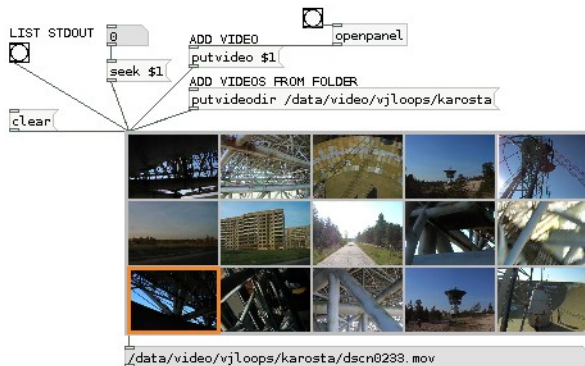 LIST STDOUT
0
ADD VIDEO
openpanel
putvideo $1
seek $1
ADD VIDEOS FROM FOLDER
putvideodir /data/video/vjloops/karosta
clear
/data/video/vjloops/karosta/dscn0233.mov